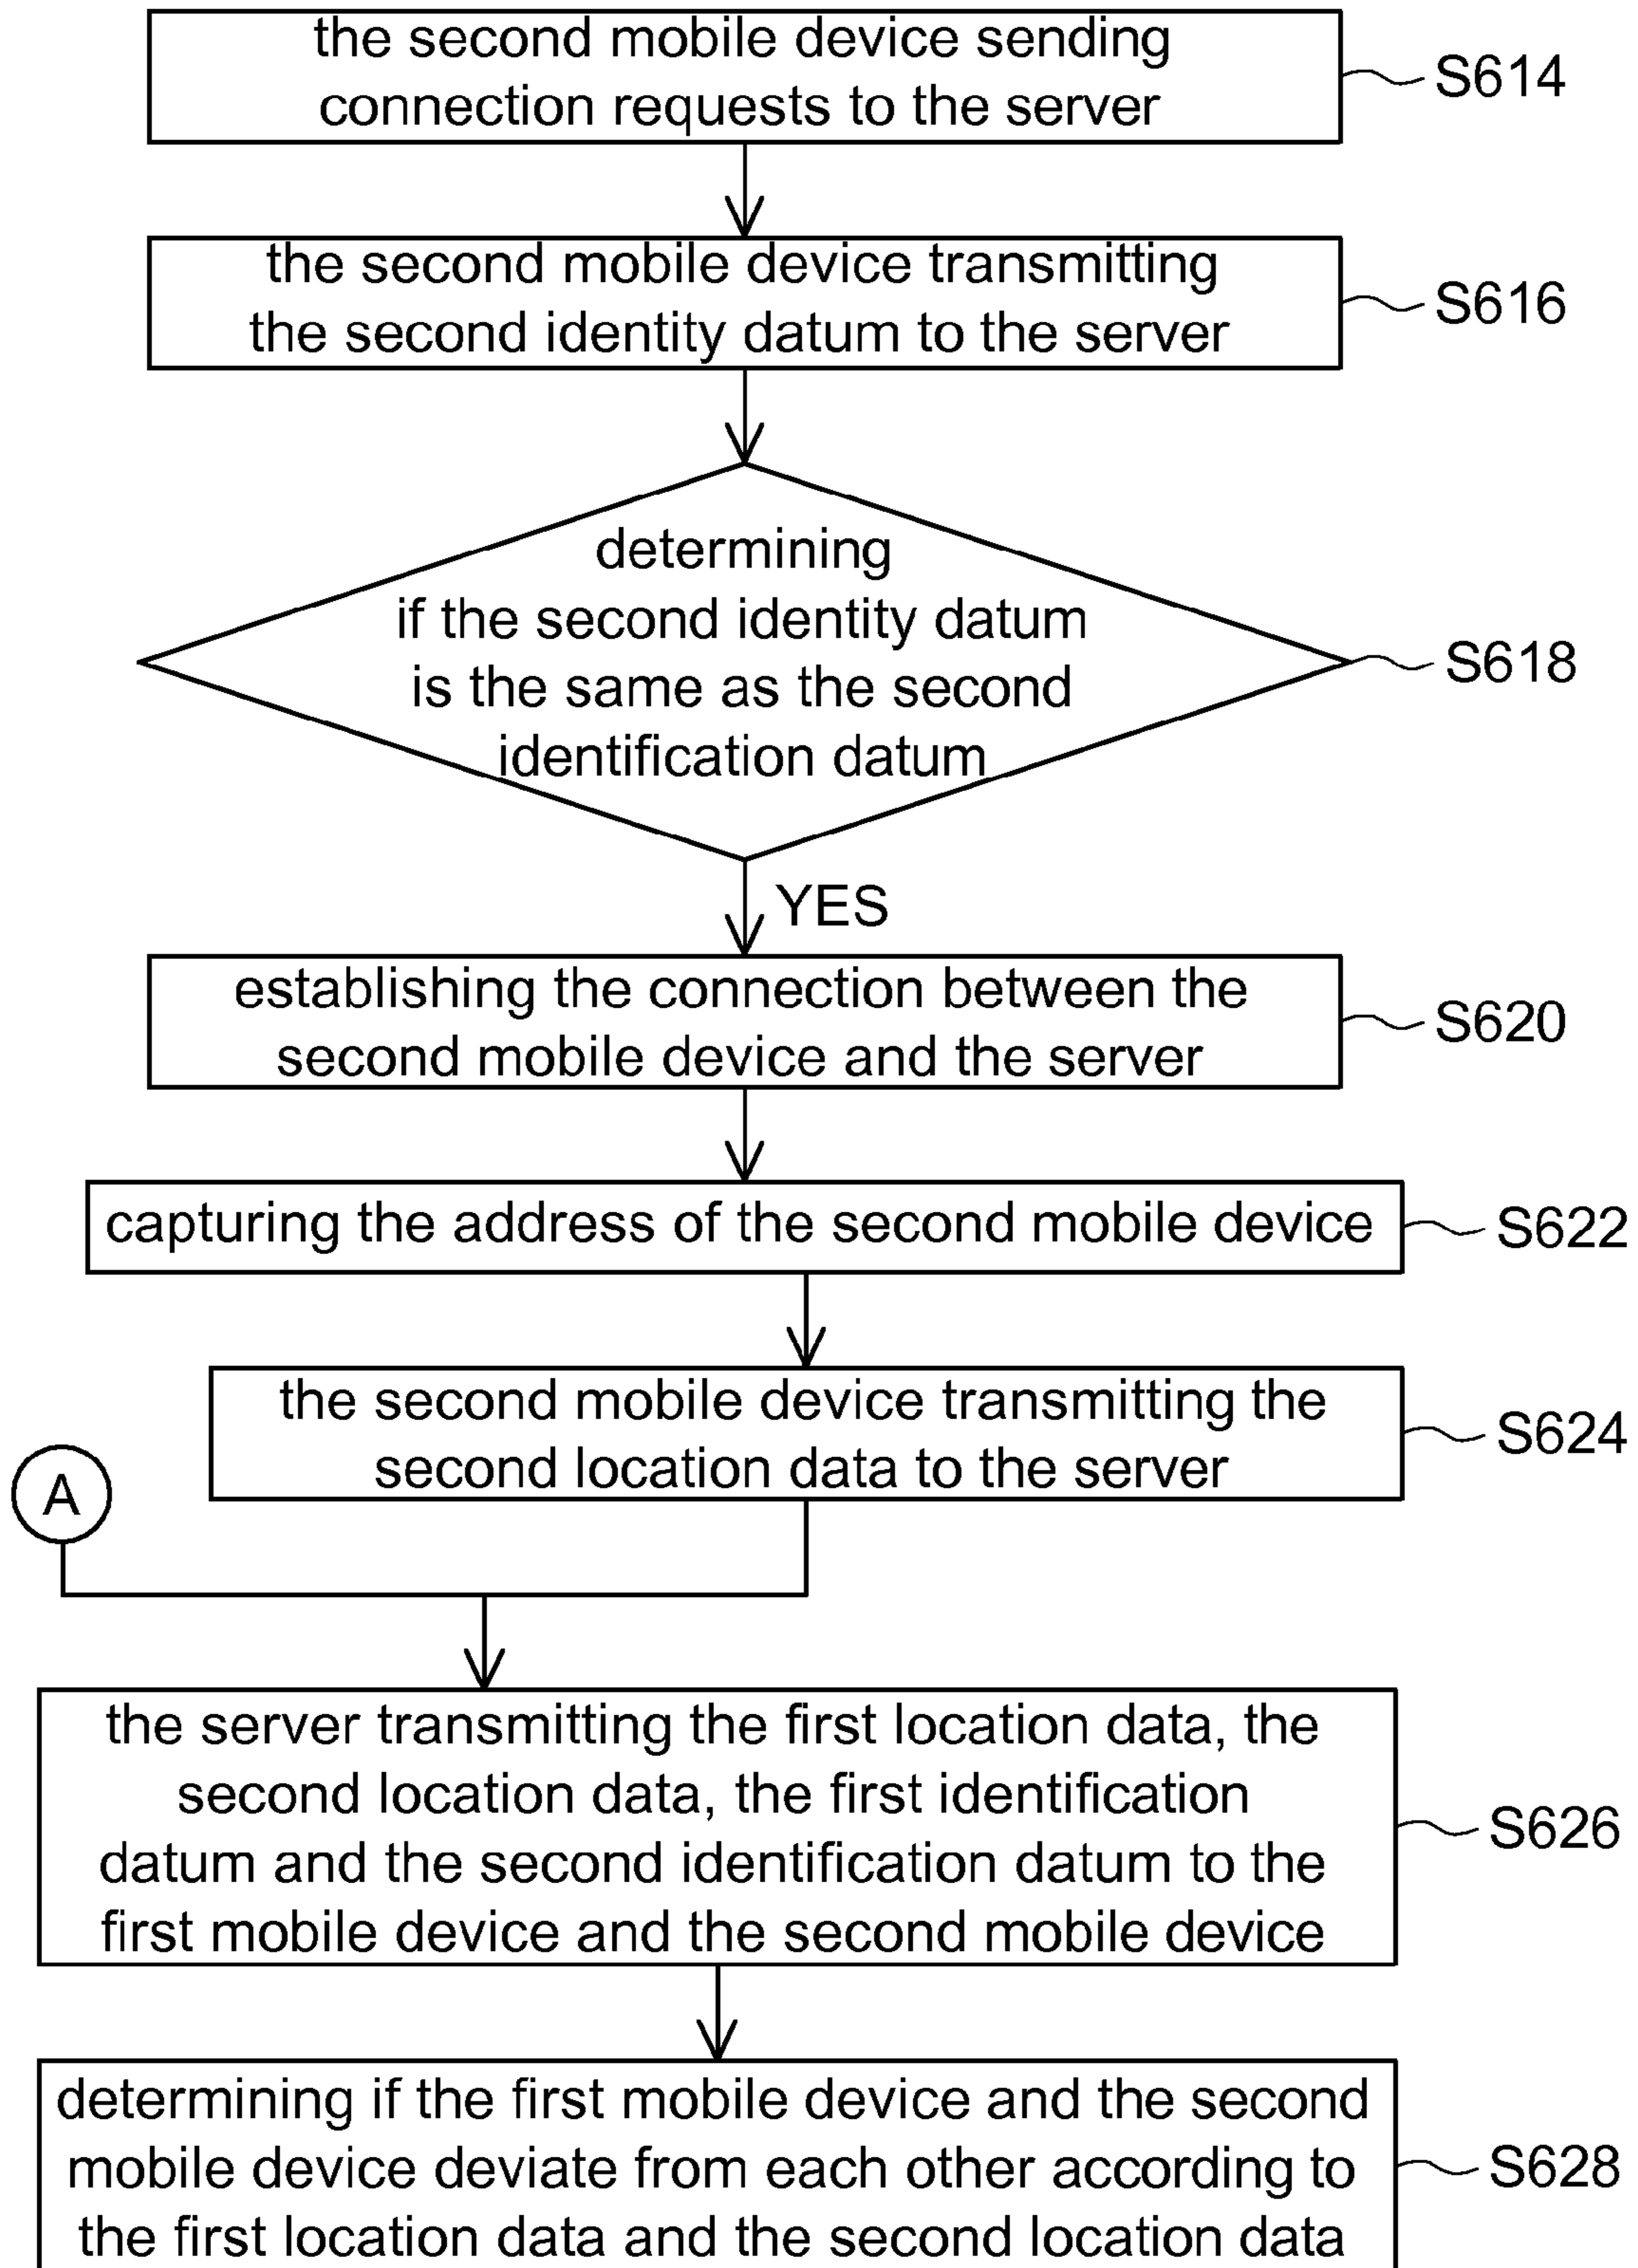 the second mobile device sending
connection requests to the server
S614
the second mobile device transmitting
the second identity datum to the server
S616
determining
if the second identity datum
is the same as the second
identification datum
S618
YES
establishing the connection between the
second mobile device and the server
S620
capturing the address of the second mobile device
S622
the second mobile device transmitting the
second location data to the server
S624
A
the server transmitting the first location data, the
second location data, the first identification
datum and the second identification datum to the
first mobile device and the second mobile device
S626
determining if the first mobile device and the second
mobile device deviate from each other according to
the first location data and the second location data
S628